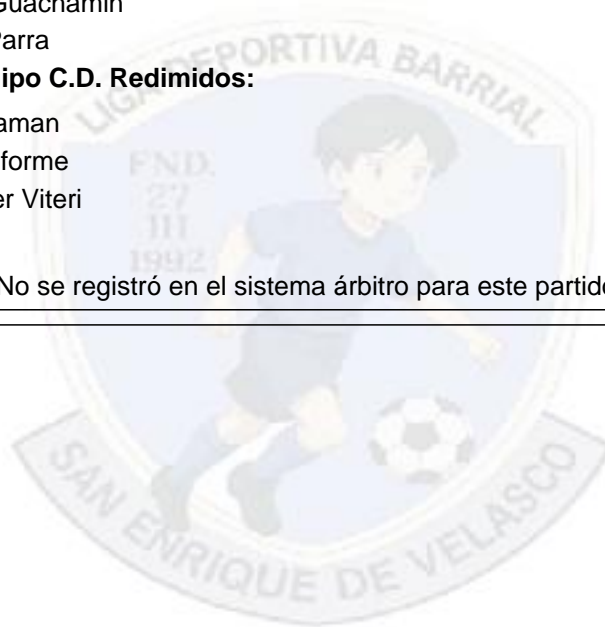 Guachamin
Parra
ipo C.D. Redimidos:
aman
forme
er Viteri
No se registró en el sistema árbitro para este partido
LIGA DEPORTIVA BARRIAL
FND.
27
III
1992
SAN ENRIQUE DE VELASCO